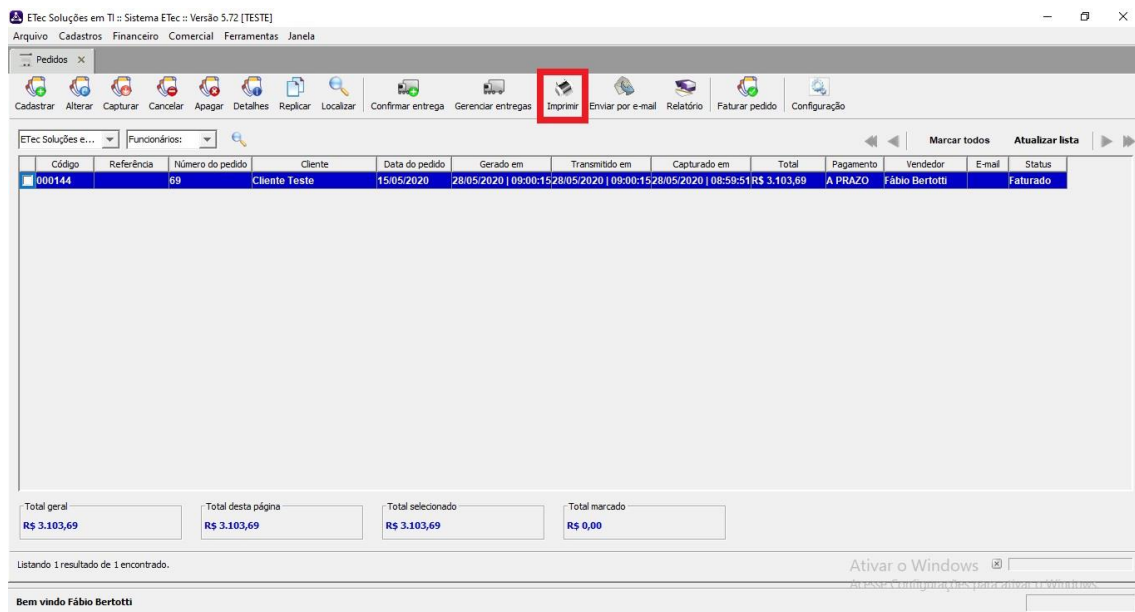 ETec Soluções em TI :: Sistema ETec :: Versão 5.72 [TESTE]
Arquivo Cadastros Financeiro Comercial Ferramentas Janela
Pedidos
Cadastrar Alterar Capturar Cancelar Apagar Detalhes Replicar Localizar Confirmar entrega Gerenciar entregas Imprimir Enviar por e-mail Relatório Faturar pedido Configuração
ETec Soluções e... Funcionários: Marcar todos Atualizar lista
Código Referência Número do pedido Cliente Data do pedido Gerado em Transmitido em Capturado em Total Pagamento Vendedor E-mail Status
000144 69 Cliente Teste 15/05/2020 28/05/2020 | 09:00:15 28/05/2020 | 09:00:15 28/05/2020 | 08:59:51 R$ 3.103,69 A PRAZO Fábio Bertotti Faturado
Total geral Total desta página Total selecionado Total marcado
R$ 3.103,69 R$ 3.103,69 R$ 3.103,69 R$ 0,00
Listando 1 resultado de 1 encontrado.
Ativar o Windows
Acesse Configurações para ativar o Windows.
Bem vindo Fábio Bertotti